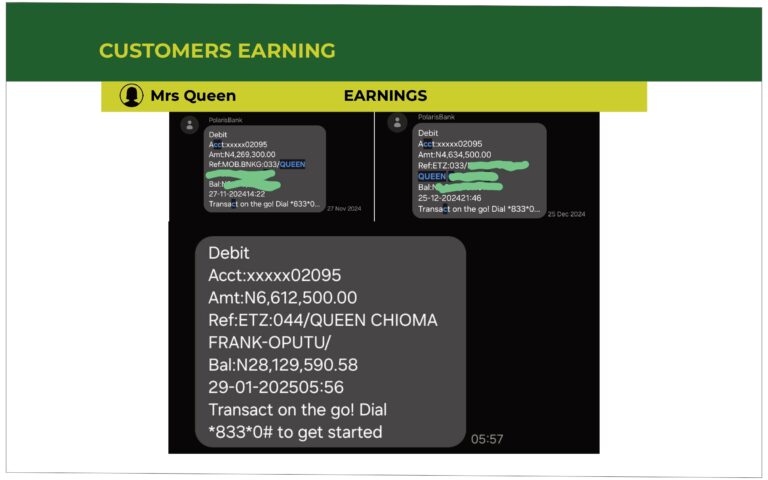 CUSTOMERS EARNING
Mrs Queen EARNINGS
PolarisBank
Debit
Acct:xxxxx02095
Amt:N4,269,300.00
Ref:MOB.BNKG:033/QUEEN
Bal:N
27-11-202414:22
Transact on the go! Dial *833*0...
27 Nov 2024
PolarisBank
Debit
Acct:xxxxx02095
Amt:N4,634,500.00
Ref:ETZ:033/
QUEEN
Bal:N
25-12-202421:46
Transact on the go! Dial *833*0...
25 Dec 2024
Debit
Acct:xxxxx02095
Amt:N6,612,500.00
Ref:ETZ:044/QUEEN CHIOMA
FRANK-OPUTU/
Bal:N28,129,590.58
29-01-202505:56
Transact on the go! Dial
*833*0# to get started
05:57